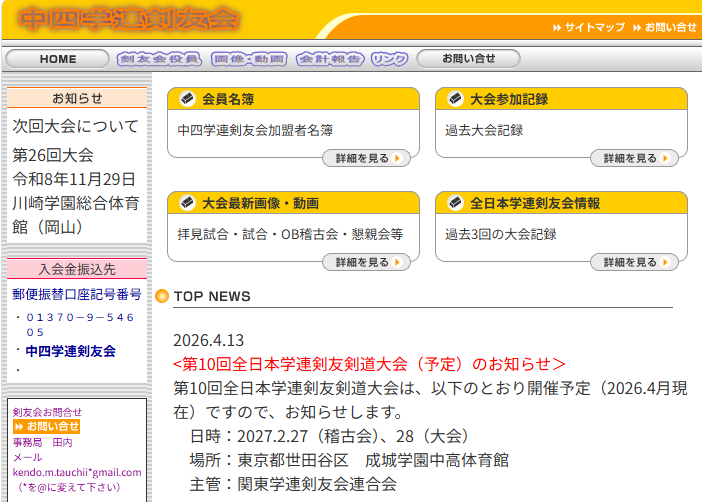 中四学連剣友会
サイトマップ お問い合せ
HOME 剣友会役員 画像・動画 会計報告 リンク お問い合せ
お知らせ
次回大会について
第26回大会
令和8年11月29日
川崎学園総合体育
館（岡山）
入会金振込先
郵便振替口座記号番号
・０１３７０－９－５４６
０５
・中四学連剣友会
・
剣友会お問合せ
お問い合せ
事務局　田内
メール
kendo.m.tauchii*gmail.com
（*を@に変えて下さい）
会員名簿
中四学連剣友会加盟者名簿
詳細を見る
大会参加記録
過去大会記録
詳細を見る
大会最新画像・動画
拝見試合・試合・OB稽古会・懇親会等
詳細を見る
全日本学連剣友会情報
過去3回の大会記録
詳細を見る
TOP NEWS
2026.4.13
<第10回全日本学連剣友剣道大会（予定）のお知らせ＞
第10回全日本学連剣友剣道大会は、以下のとおり開催予定（2026.4月現
在）ですので、お知らせします。
日時：2027.2.27（稽古会）、28（大会）
場所：東京都世田谷区　成城学園中高体育館
主管：関東学連剣友会連合会